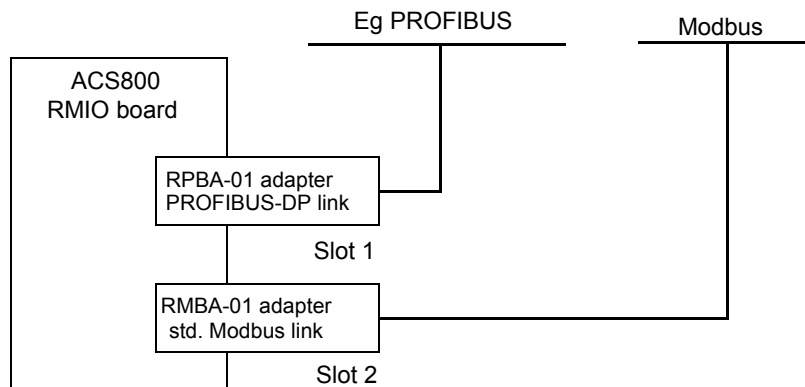 Eg PROFIBUS
Modbus
ACS800
RMIO board
RPBA-01 adapter
PROFIBUS-DP link
Slot 1
RMBA-01 adapter
std. Modbus link
Slot 2